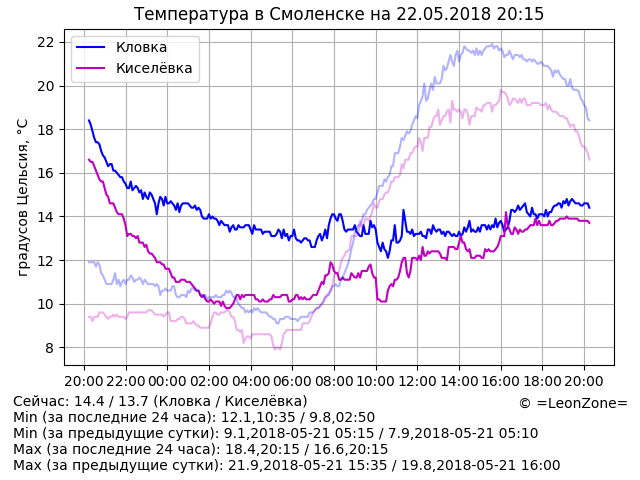 Температура в Смоленске на 22.05.2018 20:15
Кловка
Киселёвка
градусов Цельсия, °C
22
20
18
16
14
12
10
8
20:00 22:00 00:00 02:00 04:00 06:00 08:00 10:00 12:00 14:00 16:00 18:00 20:00
Сейчас: 14.4 / 13.7 (Кловка / Киселёвка)
© =LeonZone=
Min (за последние 24 часа): 12.1,10:35 / 9.8,02:50
Min (за предыдущие сутки): 9.1,2018-05-21 05:15 / 7.9,2018-05-21 05:10
Max (за последние 24 часа): 18.4,20:15 / 16.6,20:15
Max (за предыдущие сутки): 21.9,2018-05-21 15:35 / 19.8,2018-05-21 16:00